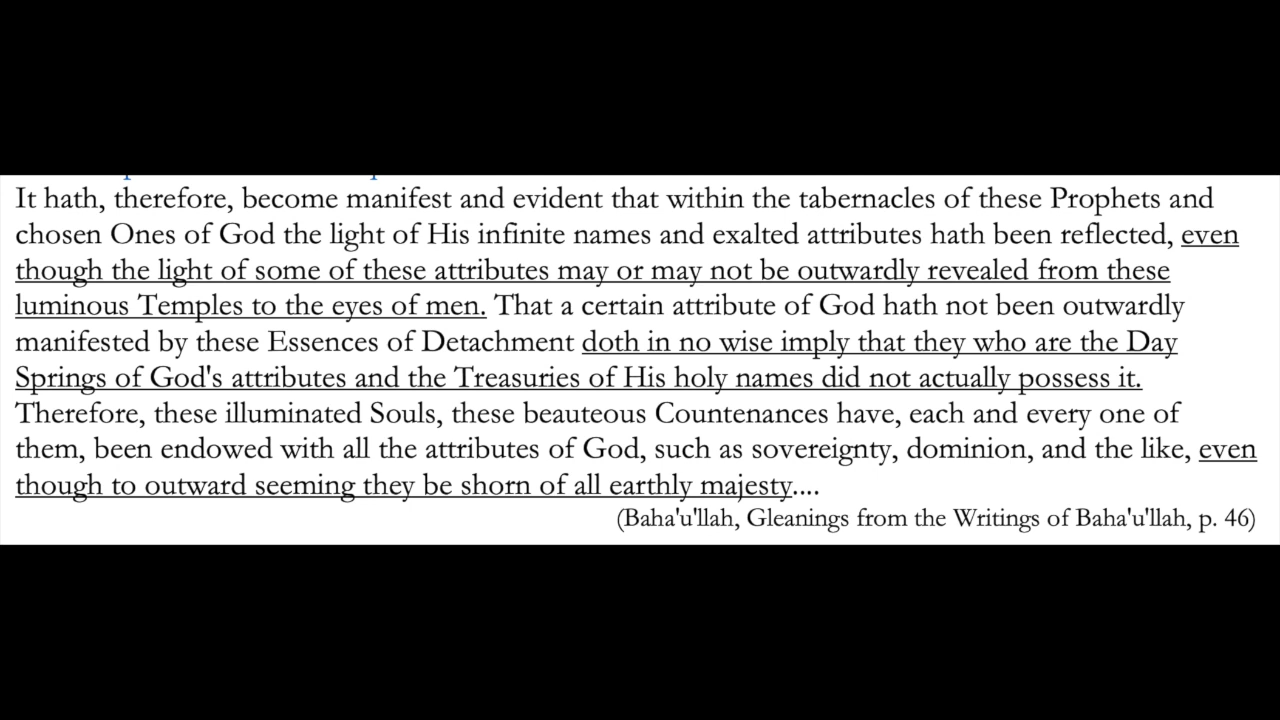 It hath, therefore, become manifest and evident that within the tabernacles of these Prophets and
chosen Ones of God the light of His infinite names and exalted attributes hath been reflected, even
though the light of some of these attributes may or may not be outwardly revealed from these
luminous Temples to the eyes of men. That a certain attribute of God hath not been outwardly
manifested by these Essences of Detachment doth in no wise imply that they who are the Day
Springs of God's attributes and the Treasuries of His holy names did not actually possess it.
Therefore, these illuminated Souls, these beauteous Countenances have, each and every one of
them, been endowed with all the attributes of God, such as sovereignty, dominion, and the like, even
though to outward seeming they be shorn of all earthly majesty....
(Baha'u'llah, Gleanings from the Writings of Baha'u'llah, p. 46)